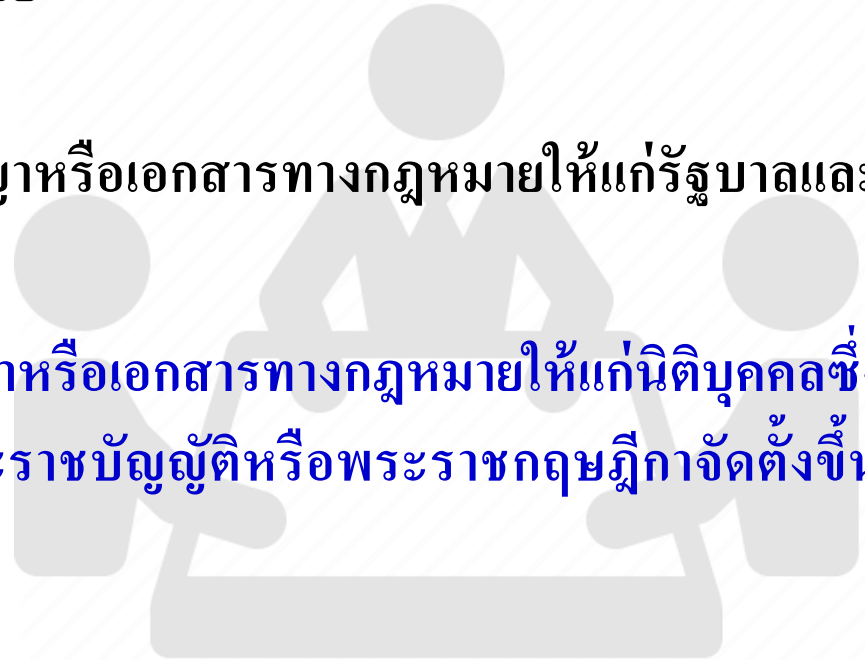 ญาหรือเอกสารทางกฎหมายให้แก่รัฐบาลและ
าหรือเอกสารทางกฎหมายให้แก่นิติบุคคลซึ่
ะราชบัญญัติหรือพระราชกฤษฎีกาจัดตั้งขึ้น